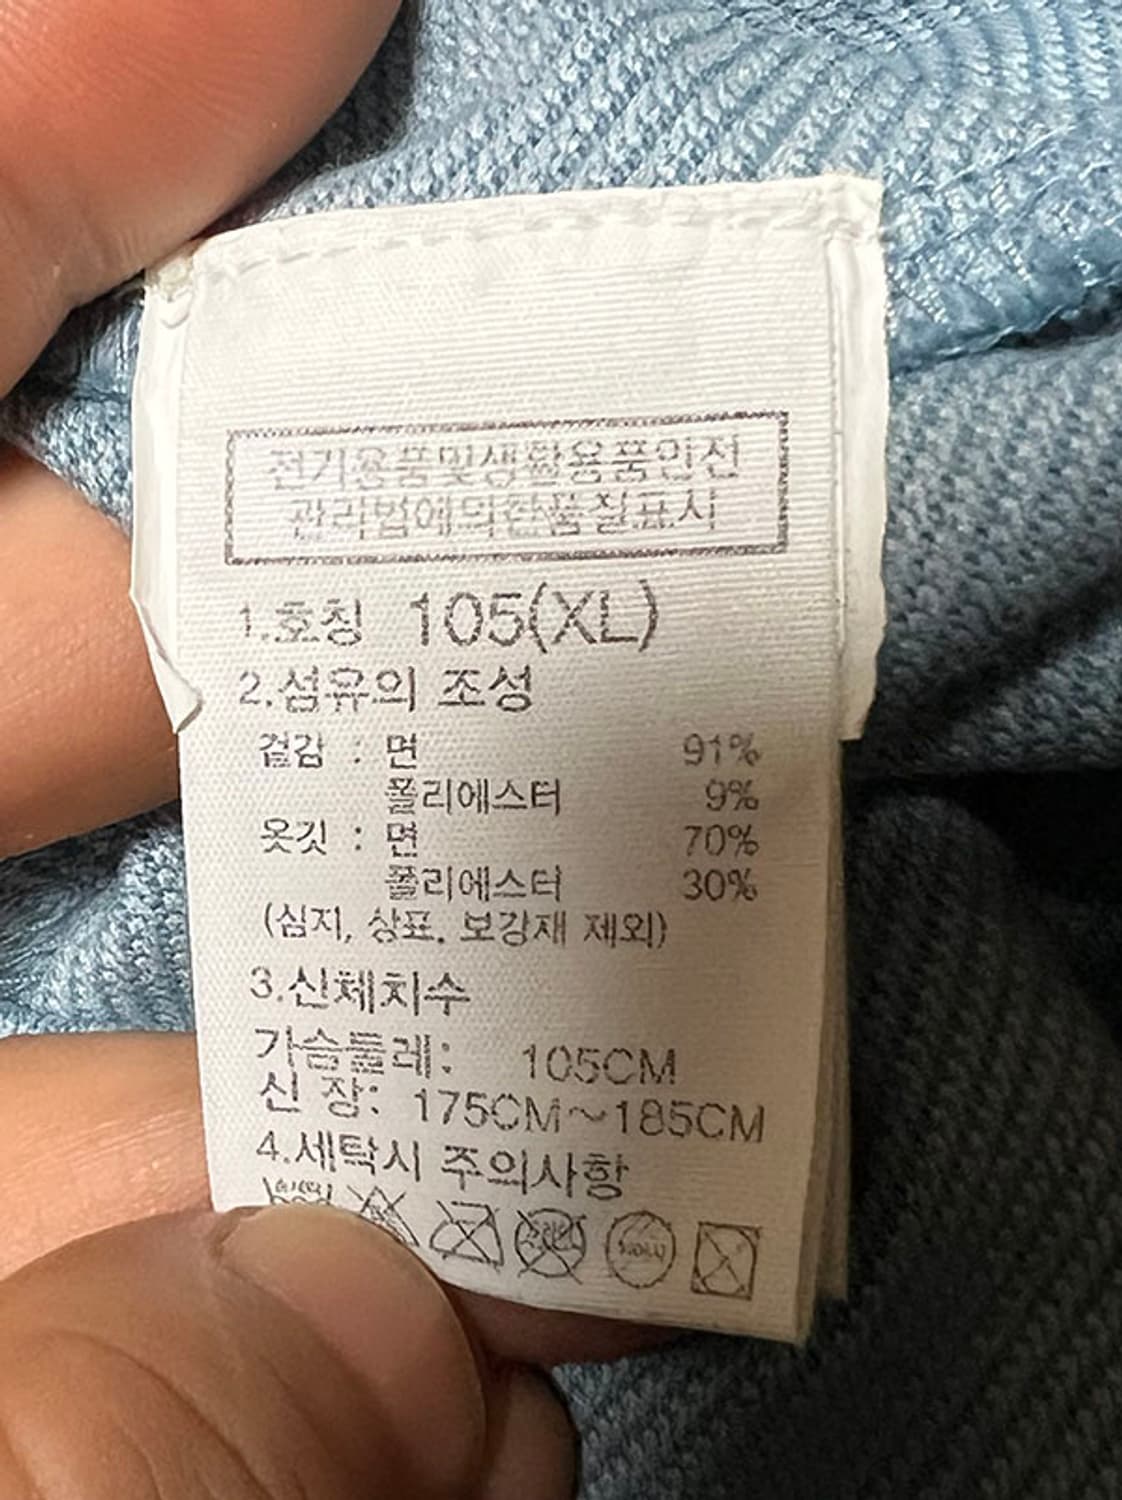 전기용품및생활용품안전
관리법에의한품질표시
1.호칭 105(XL)
2.섬유의 조성
겉감 : 면 91%
폴리에스터 9%
옷깃 : 면 70%
폴리에스터 30%
(심지, 상표, 보강재 제외)
3.신체치수
가슴둘레: 105CM
신 장: 175CM~185CM
4.세탁시 주의사항